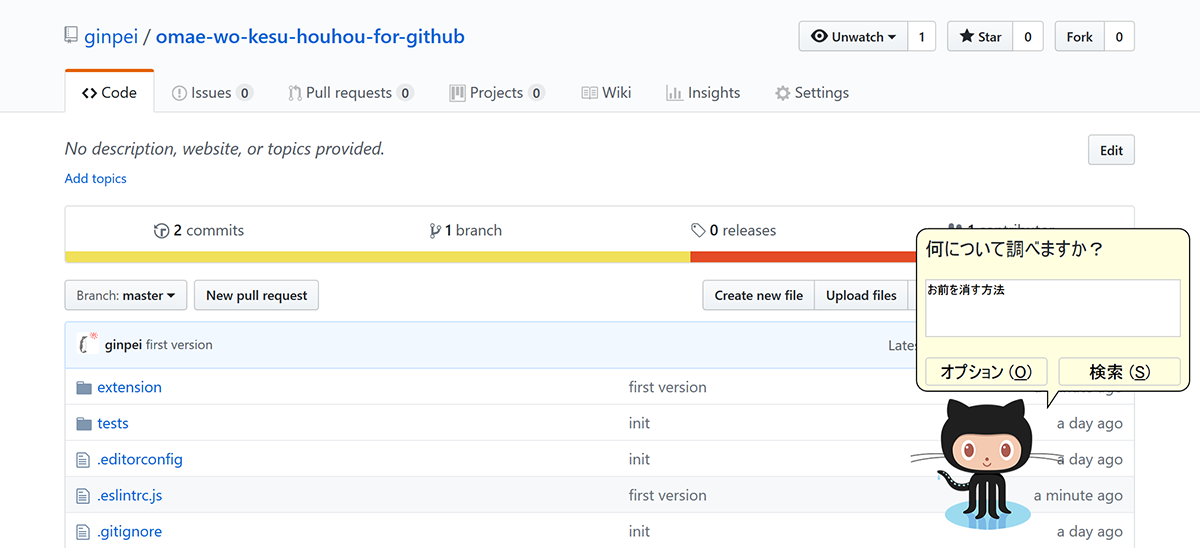 ginpei / omae-wo-kesu-houhou-for-github
Unwatch 1 Star 0 Fork 0
Code Issues 0 Pull requests 0 Projects 0 Wiki Insights Settings
No description, website, or topics provided.
Edit
Add topics
2 commits 1 branch 0 releases
何について調べますか？
お前を消す方法
オプション (O) 検索 (S)
Branch: master New pull request Create new file Upload files
ginpei first version
extension first version
tests init a day ago
.editorconfig init a day ago
.eslintrc.js first version a minute ago
.gitignore init a day ago